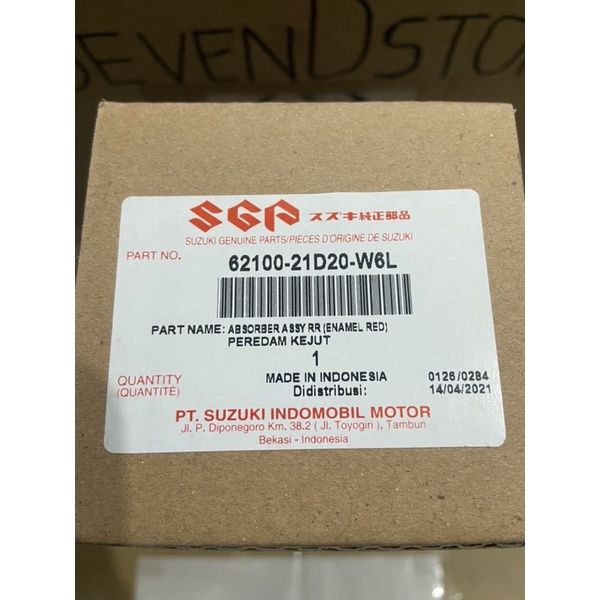 SEVENDSTO
SGP スズキ純正部品
SUZUKI GENUINE PARTS/PIECES D'ORIGINE DE SUZUKI
PART NO. 62100-21D20-W6L
PART NAME: ABSORBER ASSY RR (ENAMEL RED)
PEREDAM KEJUT
1
QUANTITY MADE IN INDONESIA 0126/0284
(QUANTITÉ) Didistribusi: 14/04/2021
PT. SUZUKI INDOMOBIL MOTOR
Jl. P. Diponegoro Km. 38.2 ( Jl. Toyogiri ), Tambun
Bekasi - Indonesia